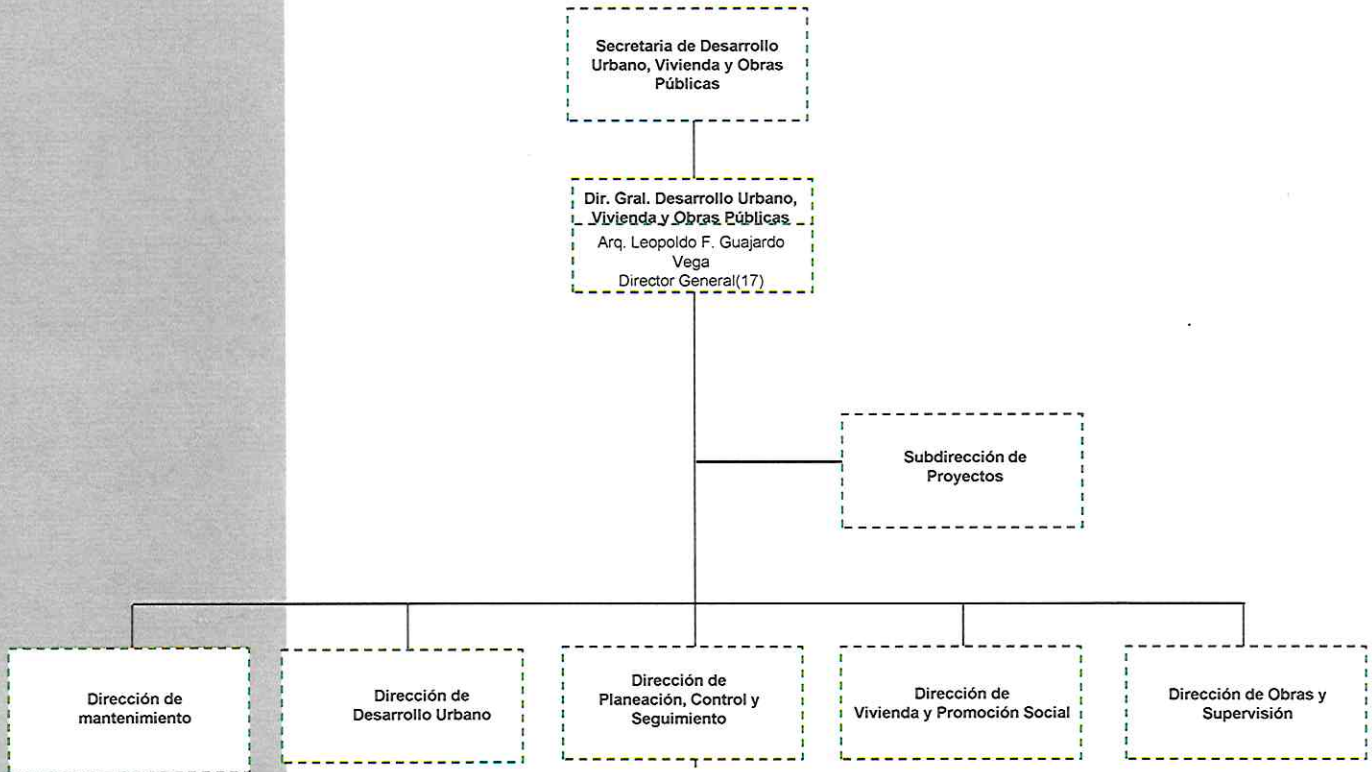 Secretaria de Desarrollo
Urbano, Vivienda y Obras
Públicas
Dir. Gral. Desarrollo Urbano,
Vivienda y Obras Públicas
Arq. Leopoldo F. Guajardo
Vega
Director General(17)
Subdirección de
Proyectos
Dirección de
mantenimiento
Dirección de
Desarrollo Urbano
Dirección de
Planeación, Control y
Seguimiento
Dirección de
Vivienda y Promoción Social
Dirección de Obras y
Supervisión